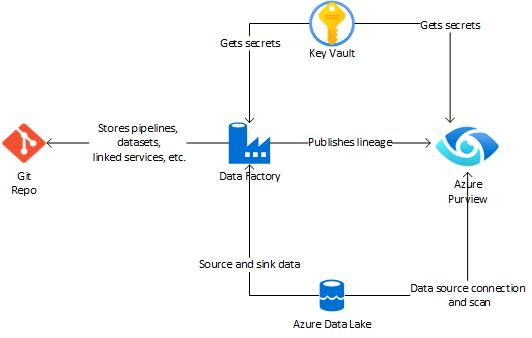 Gets secrets
Gets secrets
Key Vault
Stores pipelines,
datasets,
linked services, etc.
Publishes lineage
Git
Repo
Data Factory
Azure
Purview
Source and sink data
Data source connection
and scan
Azure Data Lake